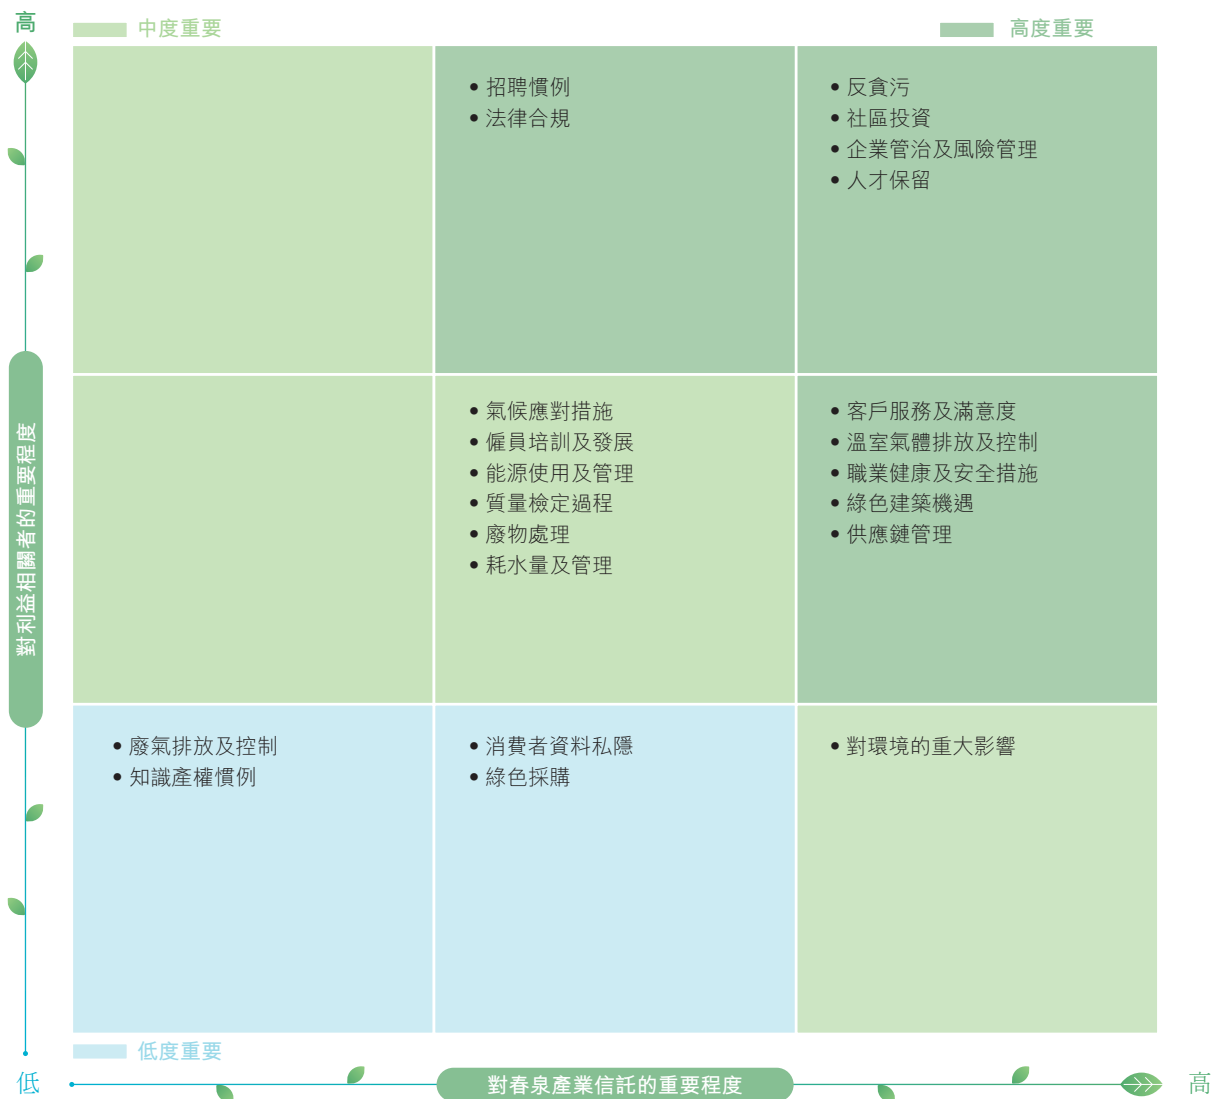 高
中度重要
高度重要
• 招聘慣例
• 法律合規
• 反貪污
• 社區投資
• 企業管治及風險管理
• 人才保留
對利益相關者的重要程度
• 氣候應對措施
• 僱員培訓及發展
• 能源使用及管理
• 質量檢定過程
• 廢物處理
• 耗水量及管理
• 客戶服務及滿意度
• 溫室氣體排放及控制
• 職業健康及安全措施
• 綠色建築機遇
• 供應鏈管理
• 廢氣排放及控制
• 知識產權慣例
• 消費者資料私隱
• 綠色採購
• 對環境的重大影響
低度重要
低
對春泉產業信託的重要程度
高